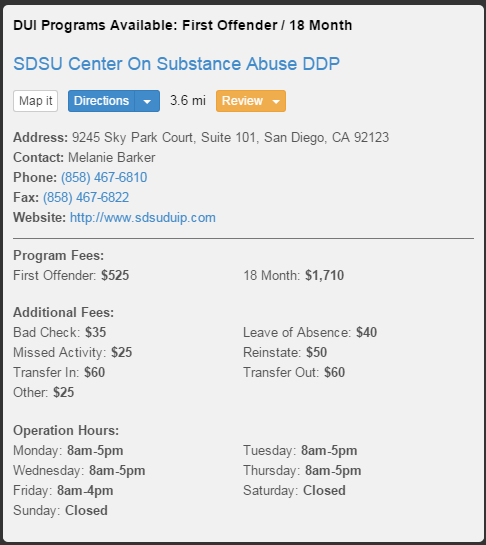 DUI Programs Available: First Offender / 18 Month
SDSU Center On Substance Abuse DDP
Map it Directions 3.6 mi Review
Address: 9245 Sky Park Court, Suite 101, San Diego, CA 92123
Contact: Melanie Barker
Phone: (858) 467-6810
Fax: (858) 467-6822
Website: http://www.sdsuduip.com
Program Fees:
First Offender: $525 18 Month: $1,710
Additional Fees:
Bad Check: $35 Leave of Absence: $40
Missed Activity: $25 Reinstate: $50
Transfer In: $60 Transfer Out: $60
Other: $25
Operation Hours:
Monday: 8am-5pm Tuesday: 8am-5pm
Wednesday: 8am-5pm Thursday: 8am-5pm
Friday: 8am-4pm Saturday: Closed
Sunday: Closed